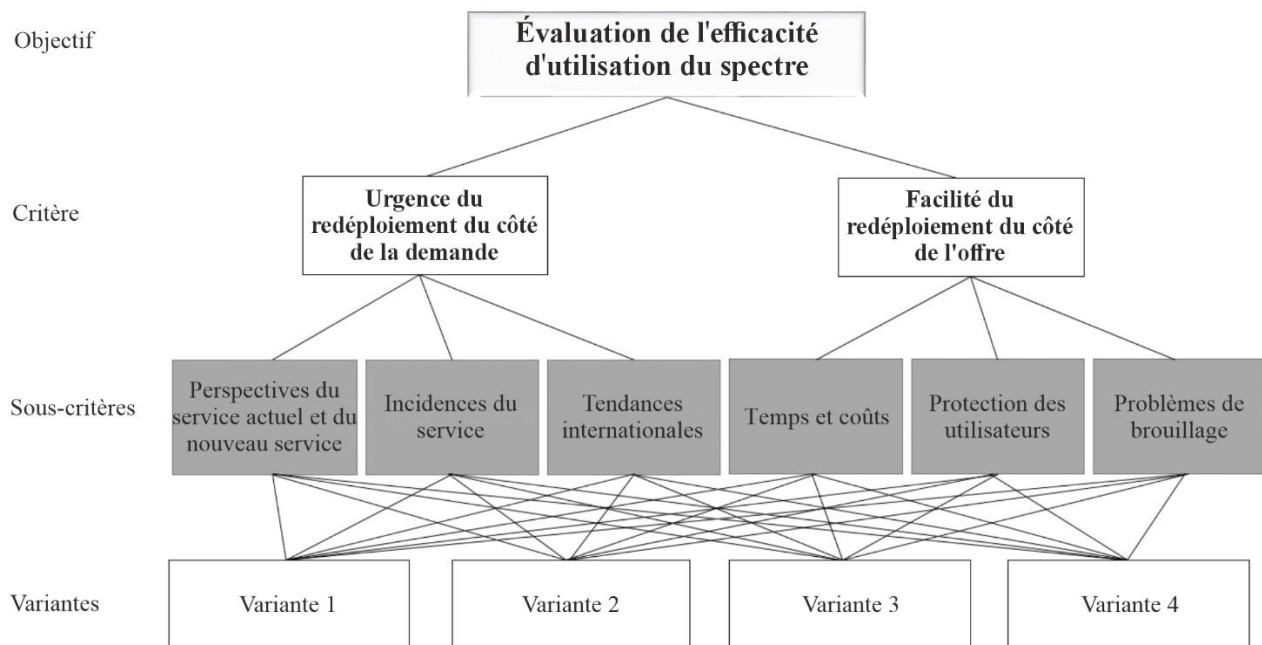 Objectif
Évaluation de l'efficacité
d'utilisation du spectre
Critère
Urgence du
redéploiement du côté
de la demande
Facilité du
redéploiement du côté
de l'offre
Sous-critères
Perspectives du
service actuel et du
nouveau service
Incidences du
service
Tendances
internationales
Temps et coûts
Protection des
utilisateurs
Problèmes de
brouillage
Variantes
Variante 1
Variante 2
Variante 3
Variante 4